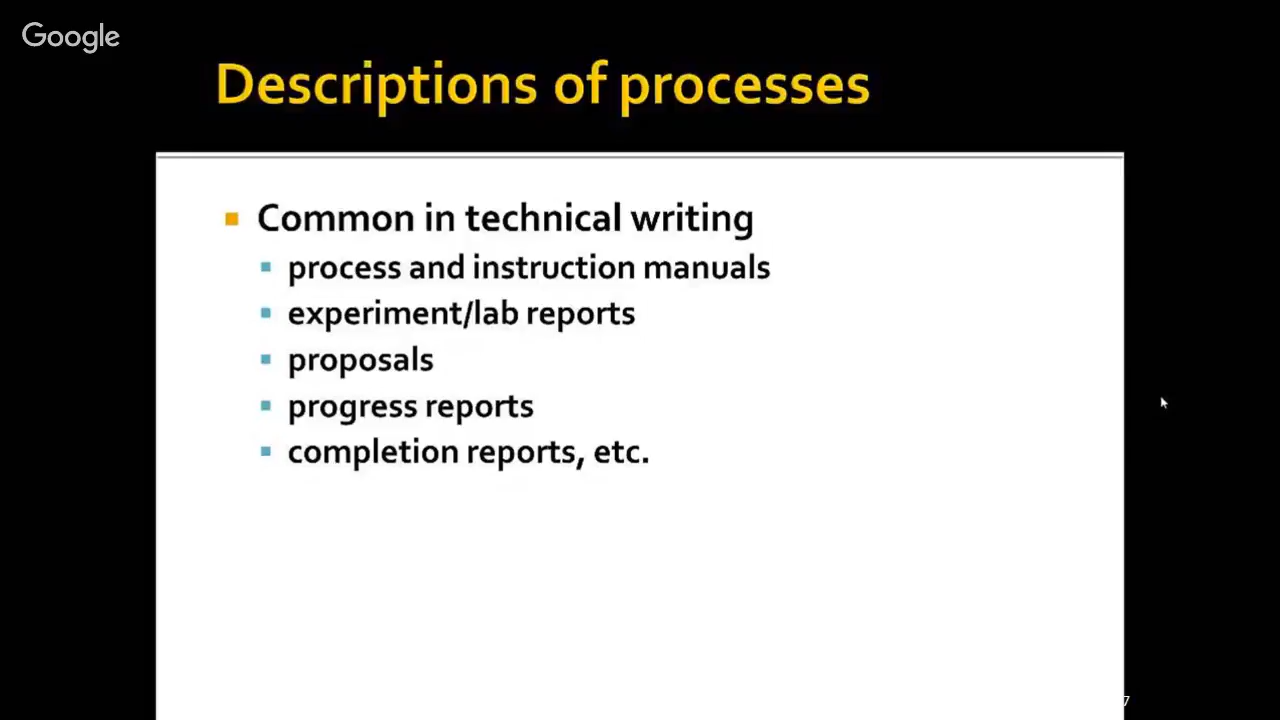 Google
Descriptions of processes
Common in technical writing
process and instruction manuals
experiment/lab reports
proposals
progress reports
completion reports, etc.
7